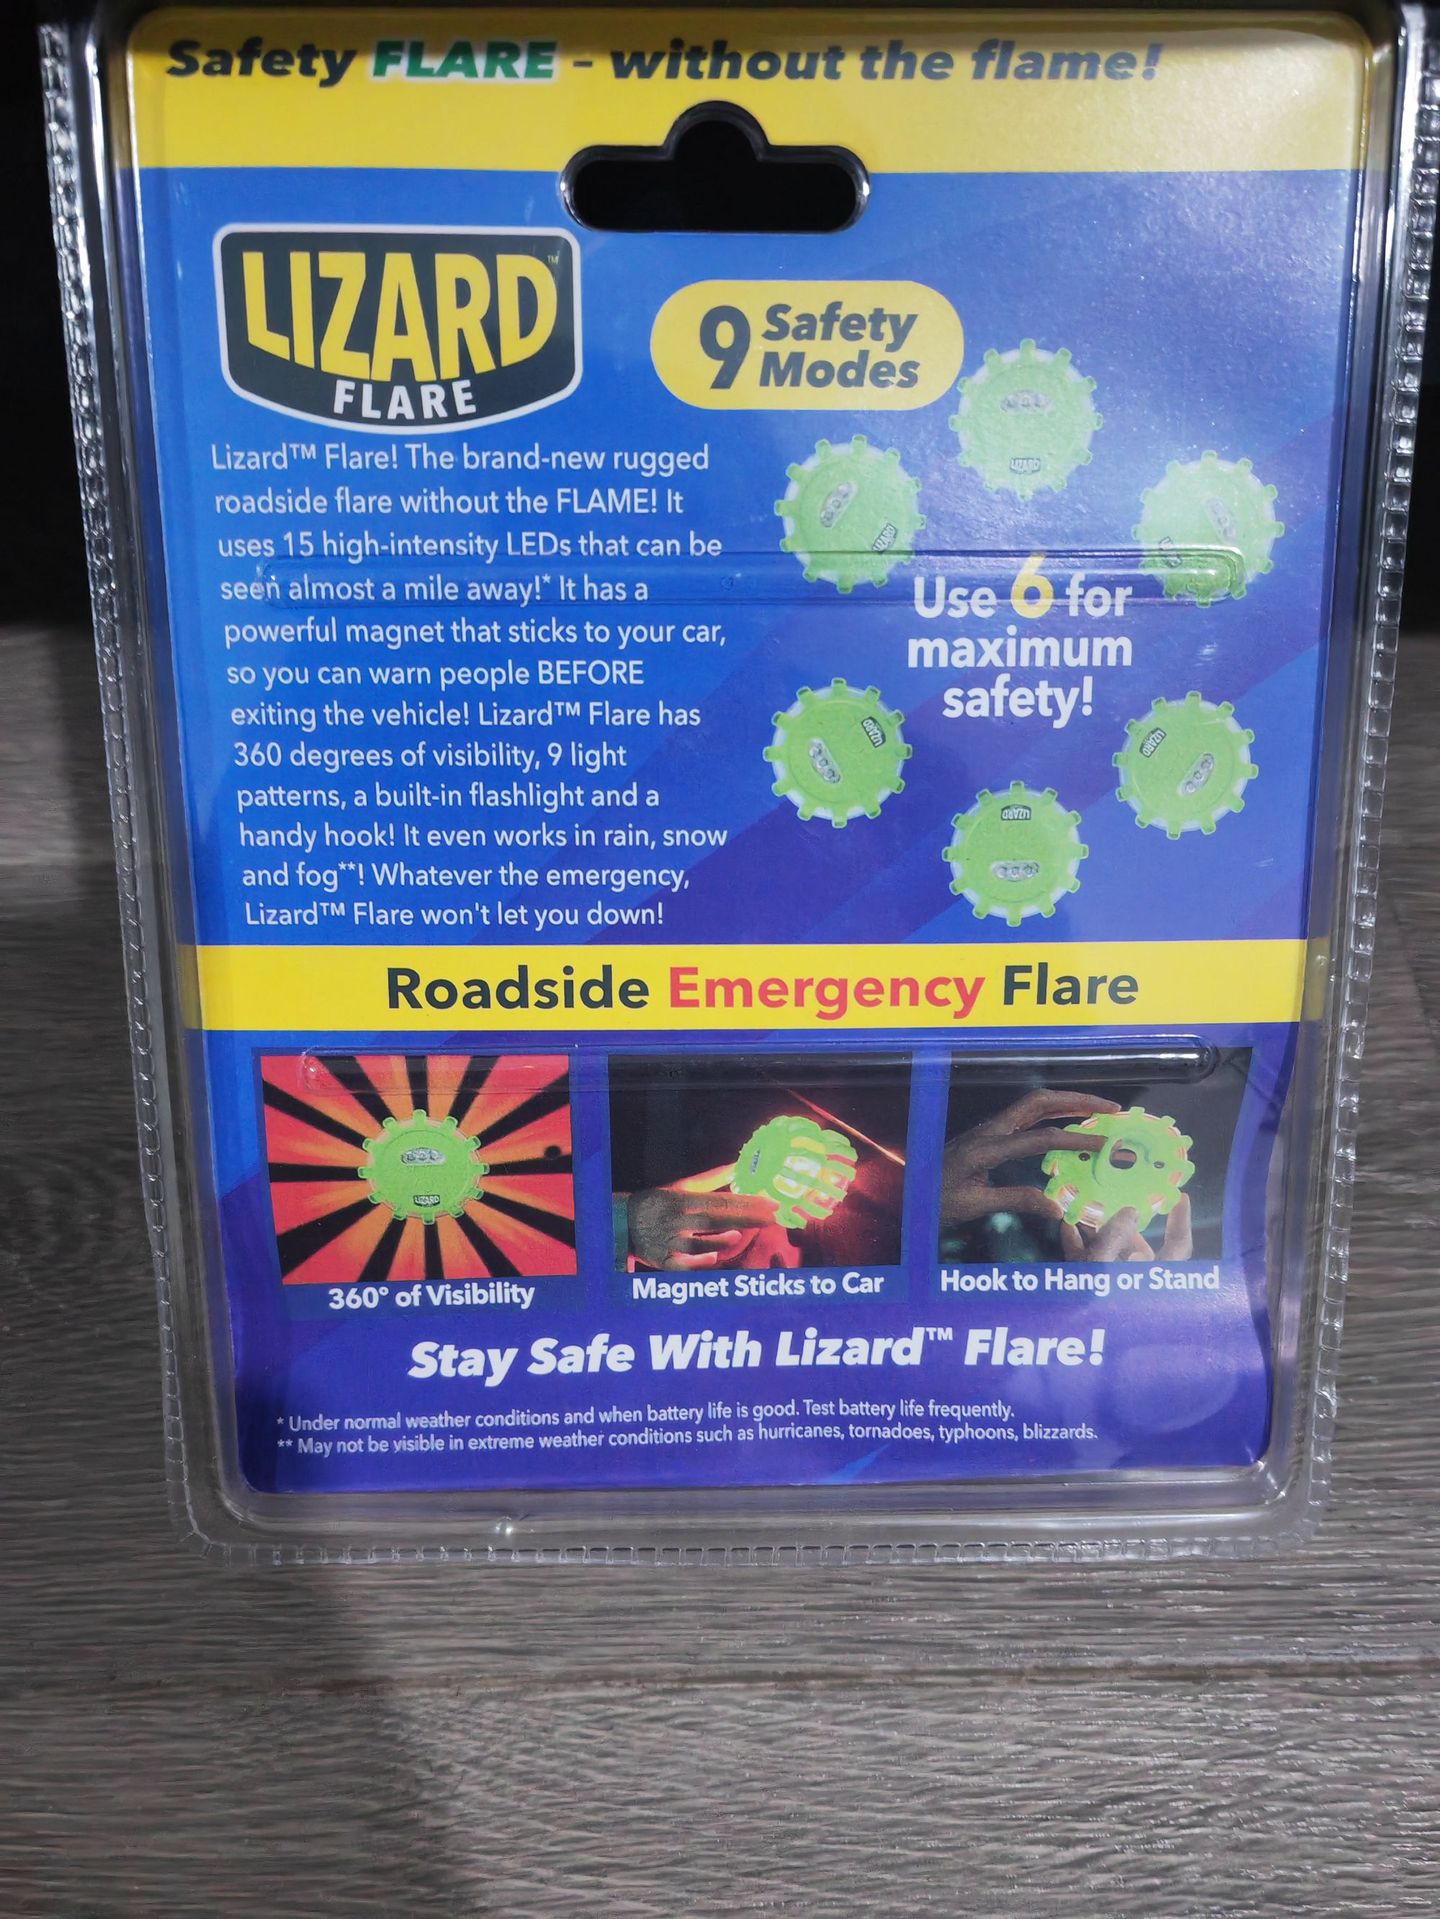 Safety FLARE - without the flame!
LIZARD™
FLARE
9 Safety
Modes
Lizard™ Flare! The brand-new rugged
roadside flare without the FLAME! It
uses 15 high-intensity LEDs that can be
seen almost a mile away!* It has a
powerful magnet that sticks to your car,
so you can warn people BEFORE
exiting the vehicle! Lizard™ Flare has
360 degrees of visibility, 9 light
patterns, a built-in flashlight and a
handy hook! It even works in rain, snow
and fog**! Whatever the emergency,
Lizard™ Flare won't let you down!
LIZARD
LIZARD
Use 6 for
maximum
safety!
LIZARD
LIZARD
LIZARD
Roadside Emergency Flare
LIZARD
360° of Visibility
Magnet Sticks to Car
Hook to Hang or Stand
Stay Safe With Lizard™ Flare!
* Under normal weather conditions and when battery life is good. Test battery life frequently.
** May not be visible in extreme weather conditions such as hurricanes, tornadoes, typhoons, blizzards.